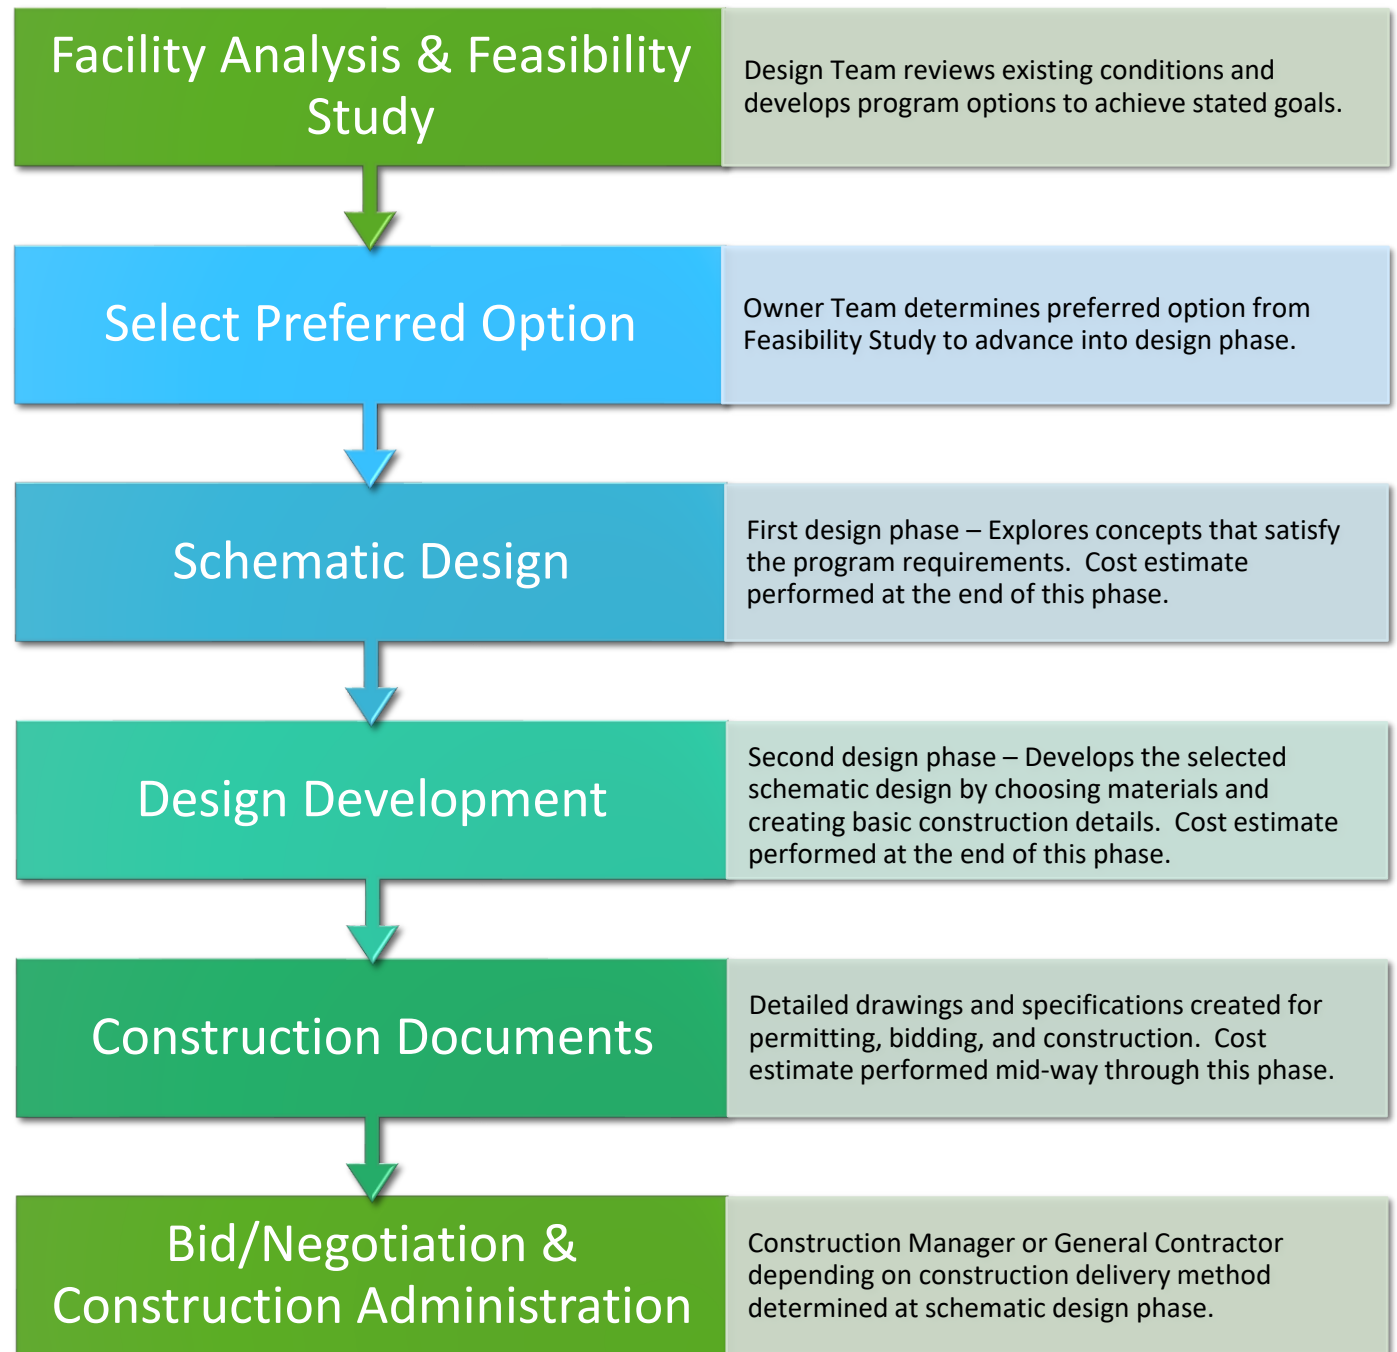 Facility Analysis & Feasibility
Study
Design Team reviews existing conditions and
develops program options to achieve stated goals.
Select Preferred Option
Owner Team determines preferred option from
Feasibility Study to advance into design phase.
Schematic Design
First design phase – Explores concepts that satisfy
the program requirements.  Cost estimate
performed at the end of this phase.
Design Development
Second design phase – Develops the selected
schematic design by choosing materials and
creating basic construction details.  Cost estimate
performed at the end of this phase.
Construction Documents
Detailed drawings and specifications created for
permitting, bidding, and construction.  Cost
estimate performed mid-way through this phase.
Bid/Negotiation &
Construction Administration
Construction Manager or General Contractor
depending on construction delivery method
determined at schematic design phase.